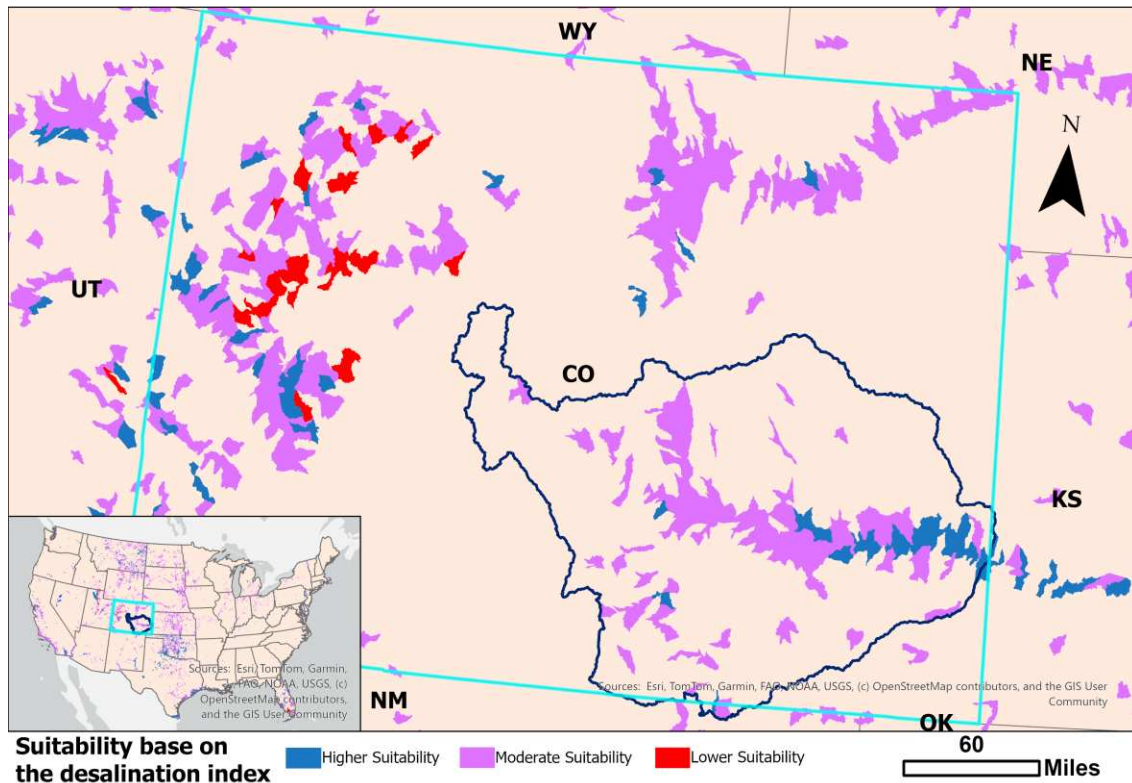 WY
NE
N
UT
CO
KS
Sources: Esri, TomTom, Garmin,
FAO, NOAA, USGS, (c)
OpenStreetMap contributors,
and the GIS User Community
Sources: Esri, TomTom, Garmin, FAO, NOAA, USGS, (c) OpenStreetMap contributors, and the GIS User
Community
NM
OK
Suitability base on
the desalination index
Higher Suitability
Moderate Suitability
Lower Suitability
60
Miles